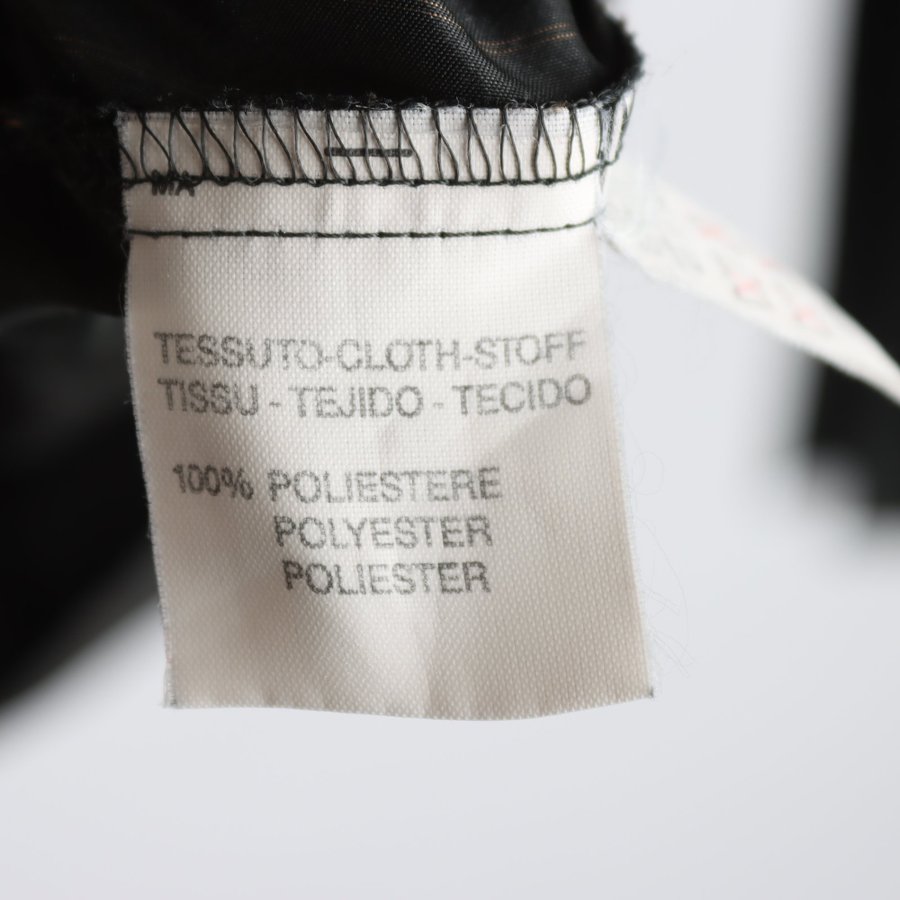 TESSUTO-CLOTH-STOFF
TISSU - TEJIDO - TECIDO
100% POLIESTERE
POLYESTER
POLIESTER